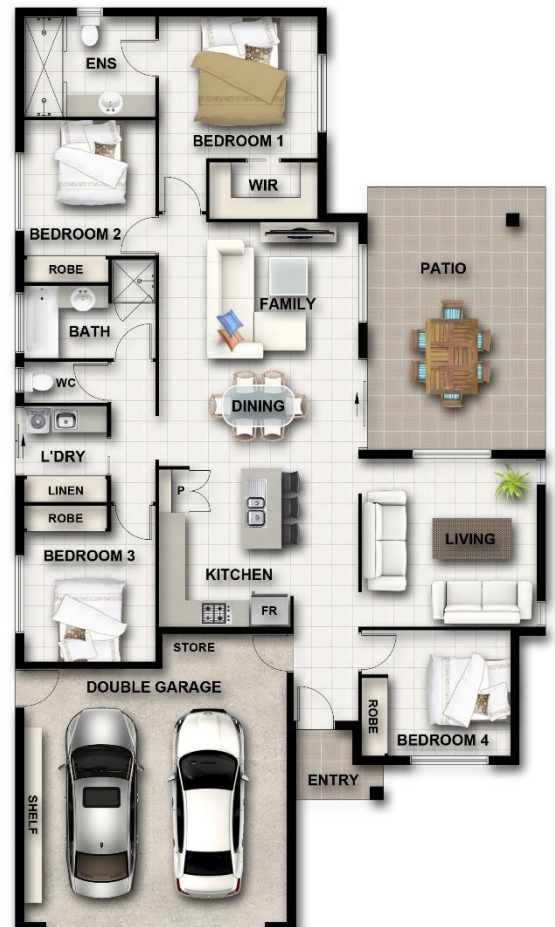 ENS
BEDROOM 1
WIR
BEDROOM 2
ROBE
FAMILY
PATIO
BATH
WC
DINING
L'DRY
LINEN
P
ROBE
LIVING
BEDROOM 3
KITCHEN
FR
STORE
DOUBLE GARAGE
ROBE
BEDROOM 4
ENTRY
SHELF